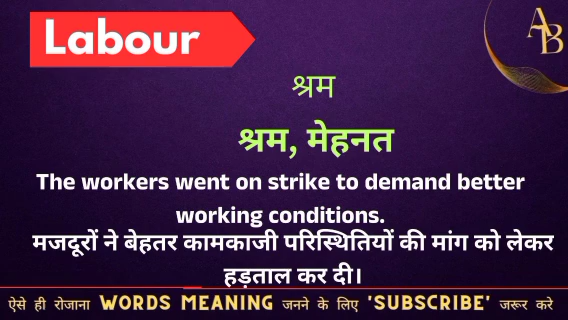 Labour
AB
श्रम
श्रम, मेहनत
The workers went on strike to demand better
working conditions.
मजदूरों ने बेहतर कामकाजी परिस्थितियों की मांग को लेकर
हड़ताल कर दी।
ऐसे ही रोजाना WORDS MEANING जनने के लिए 'SUBSCRIBE' जरूर करे